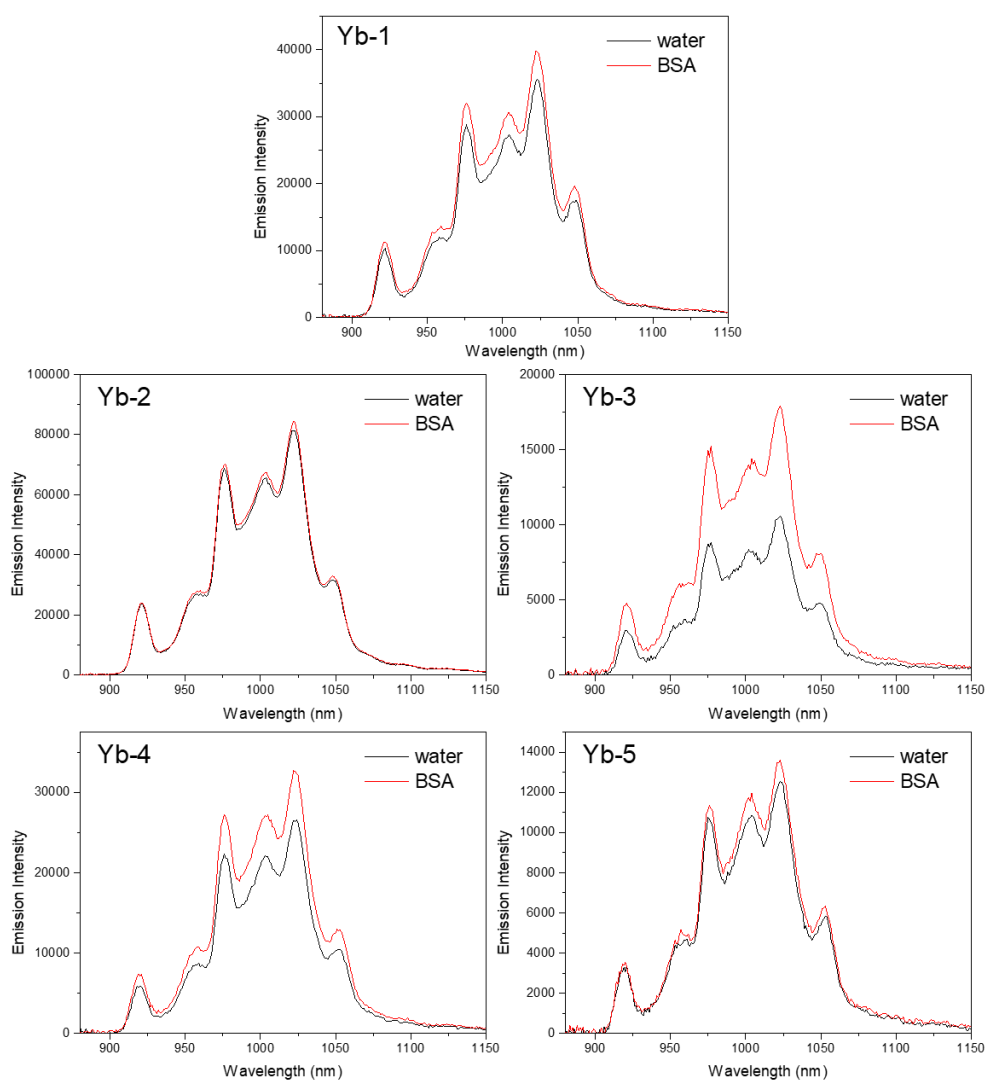 Yb-1
water
BSA
Emission Intensity
40000
30000
20000
10000
0
900 950 1000 1050 1100 1150
Wavelength (nm)
Yb-2
water
BSA
Emission Intensity
100000
80000
60000
40000
20000
0
900 950 1000 1050 1100 1150
Wavelength (nm)
Yb-3
water
BSA
Emission Intensity
20000
15000
10000
5000
0
900 950 1000 1050 1100 1150
Wavelength (nm)
Yb-4
water
BSA
Emission Intensity
30000
20000
10000
0
900 950 1000 1050 1100 1150
Wavelength (nm)
Yb-5
water
BSA
Emission Intensity
14000
12000
10000
8000
6000
4000
2000
0
900 950 1000 1050 1100 1150
Wavelength (nm)